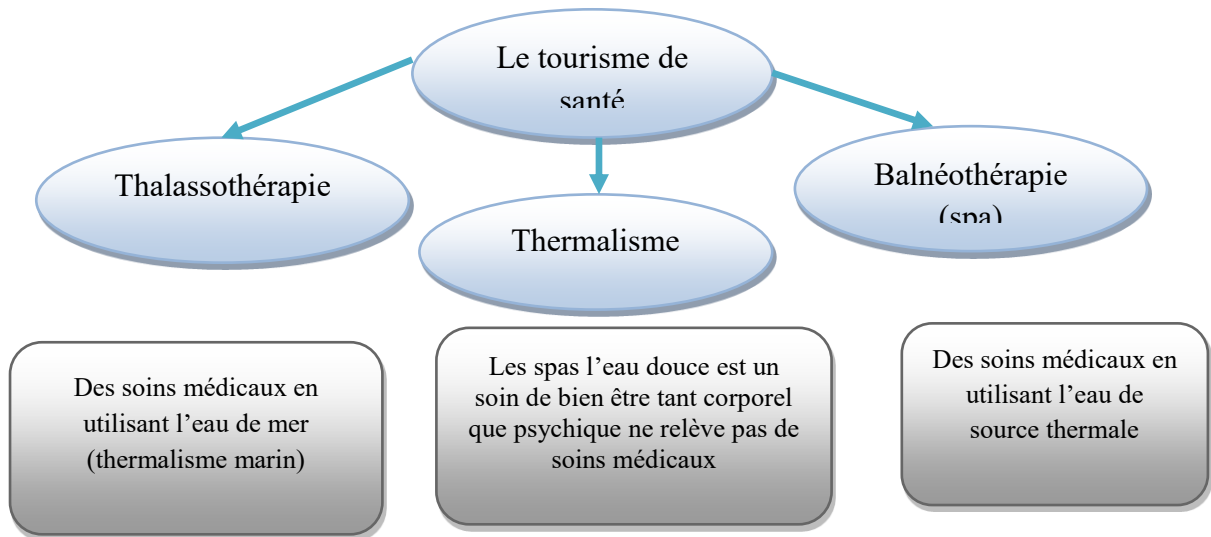 Le tourisme de
santé
Thalassothérapie
Thermalisme
Balnéothérapie
(spa)
Des soins médicaux en
utilisant l’eau de mer
(thermalisme marin)
Les spas l’eau douce est un
soin de bien être tant corporel
que psychique ne relève pas de
soins médicaux
Des soins médicaux en
utilisant l’eau de
source thermale